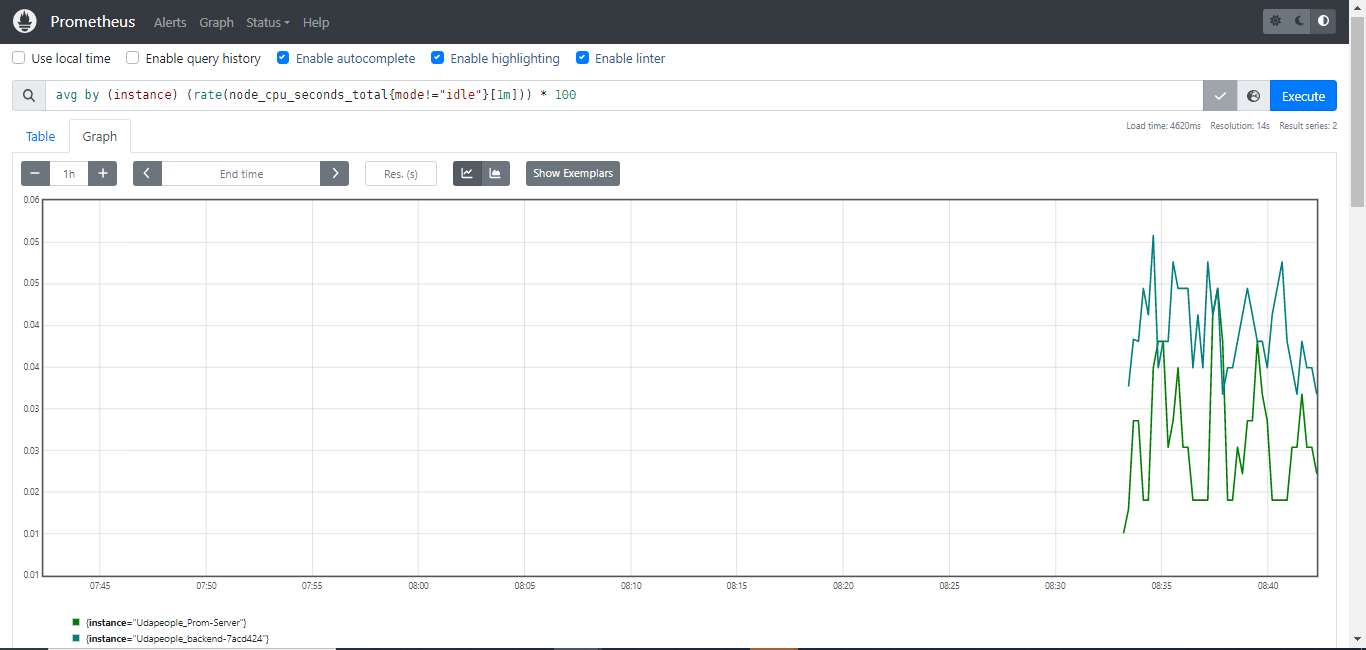 Prometheus Alerts Graph Status Help
Use local time Enable query history Enable autocomplete Enable highlighting Enable linter
avg by (instance) (rate(node_cpu_seconds_total{mode!="idle"}[1m])) * 100 Execute
Load time: 4620ms Resolution: 14s Result series: 2
Table Graph
1h End time Res. (s) Show Exemplars
0.06
0.05
0.05
0.04
0.04
0.03
0.03
0.02
0.01
0.01
07:45 07:50 07:55 08:00 08:05 08:10 08:15 08:20 08:25 08:30 08:35 08:40
{instance="Udapeople_Prom-Server"}
{instance="Udapeople_backend-7acd424"}